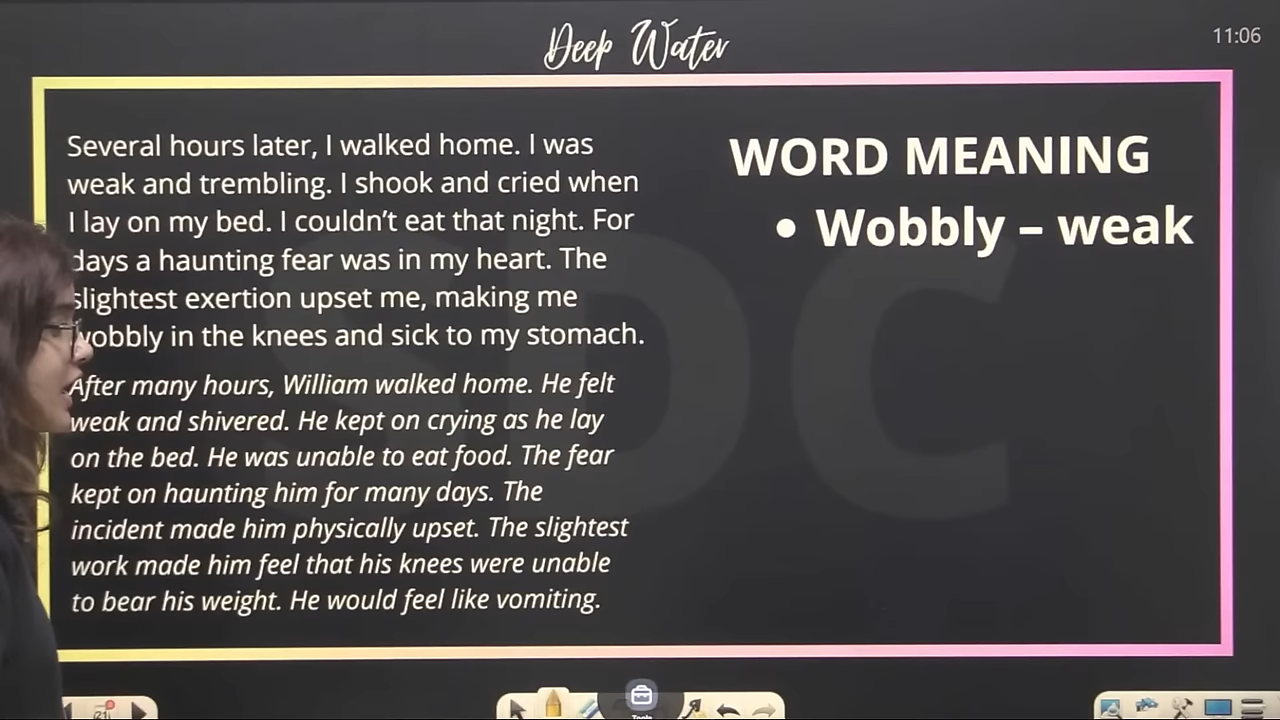 Deep Water
11:06
Several hours later, I walked home. I was
weak and trembling. I shook and cried when
I lay on my bed. I couldn't eat that night. For
days a haunting fear was in my heart. The
slightest exertion upset me, making me
wobbly in the knees and sick to my stomach.
After many hours, William walked home. He felt
weak and shivered. He kept on crying as he lay
on the bed. He was unable to eat food. The fear
kept on haunting him for many days. The
incident made him physically upset. The slightest
work made him feel that his knees were unable
to bear his weight. He would feel like vomiting.
WORD MEANING
• Wobbly – weak
SDC
21
Tools